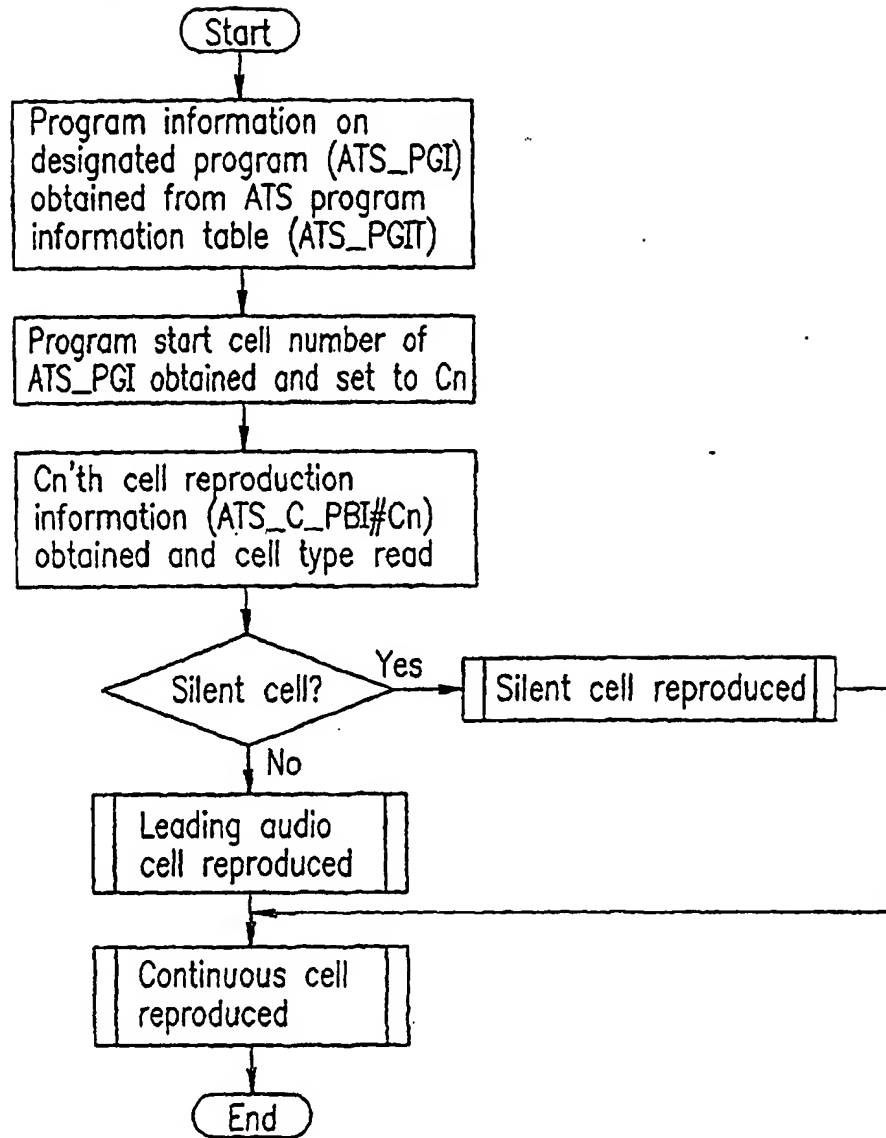 Start
Program information on
designated program (ATS_PGI)
obtained from ATS program
information table (ATS_PGIT)
Program start cell number of
ATS_PGI obtained and set to Cn
Cn'th cell reproduction
information (ATS_C_PBI#Cn)
obtained and cell type read
Silent cell?
Yes
Silent cell reproduced
No
Leading audio
cell reproduced
Continuous cell
reproduced
End